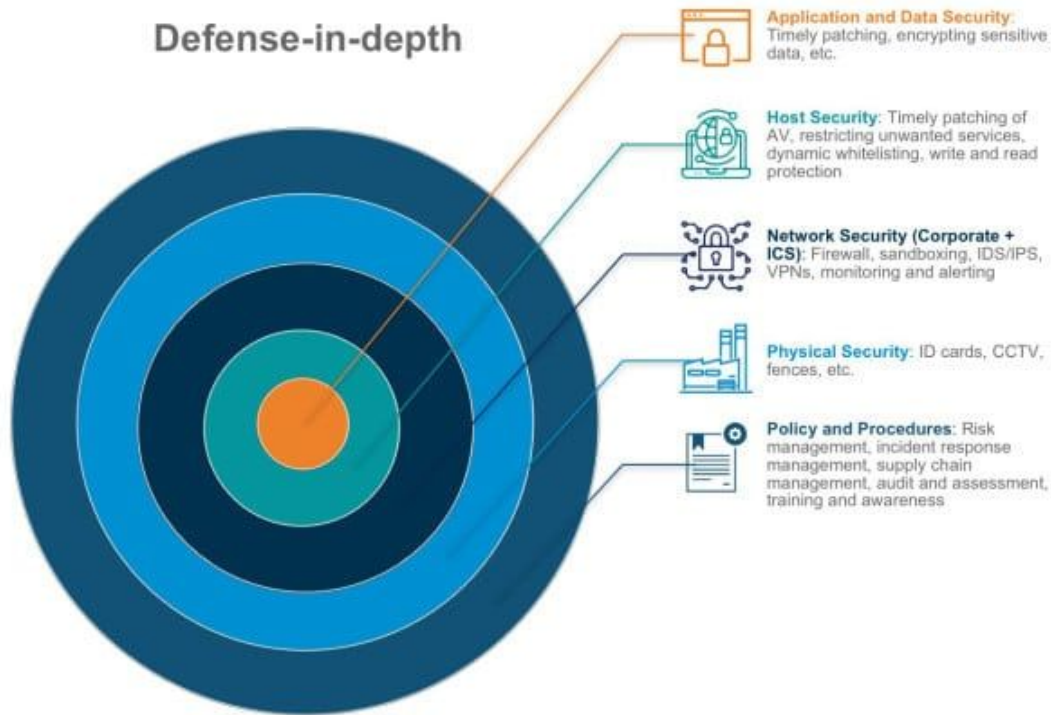 Defense-in-depth
Application and Data Security:
Timely patching, encrypting sensitive
data, etc.
Host Security: Timely patching of
AV, restricting unwanted services,
dynamic whitelisting, write and read
protection
Network Security (Corporate +
ICS): Firewall, sandboxing, IDS/IPS,
VPNs, monitoring and alerting
Physical Security: ID cards, CCTV,
fences, etc.
Policy and Procedures: Risk
management, incident response
management, supply chain
management, audit and assessment,
training and awareness